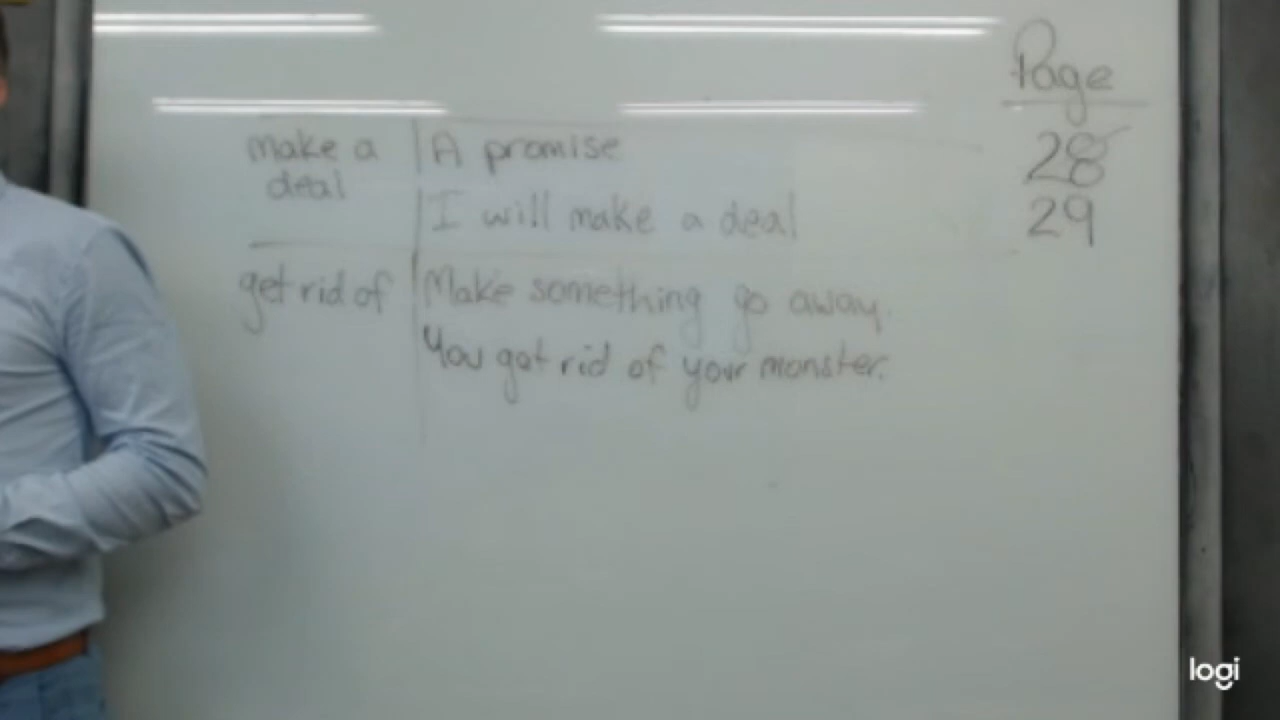 Page
28
29
make a
deal
A promise
I will make a deal
get rid of
Make something go away.
You got rid of your monster.
logi